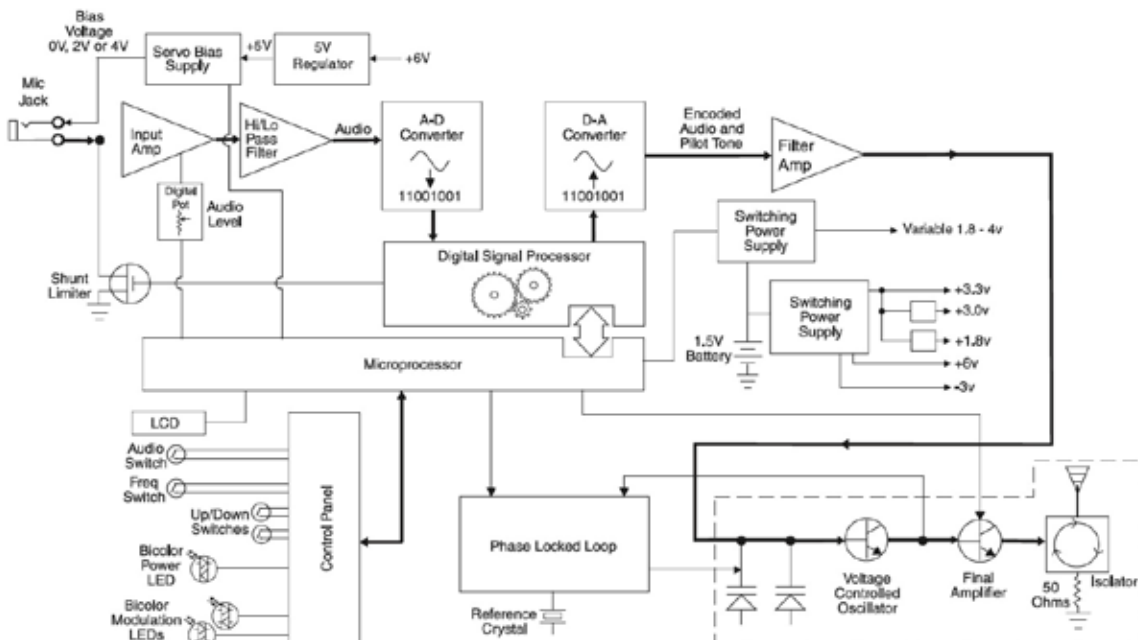 Bias
Voltage
0V, 2V or 4V
Servo Bias
Supply
+5V
5V
Regulator
+6V
Mic
Jack
Input
Amp
Hi/Lo
Pass
Filter
Audio
A-D
Converter
11001001
D-A
Converter
11001001
Encoded
Audio and
Pilot Tone
Filter
Amp
Digital
Pot
Audio
Level
Switching
Power
Supply
Variable 1.8 - 4v
Shunt
Limiter
Digital Signal Processor
Switching
Power
Supply
+3.3v
+3.0v
+1.8v
+6v
-3v
1.5V
Battery
Microprocessor
LCD
Audio
Switch
Freq
Switch
Up/Down
Switches
Bicolor
Power
LED
Bicolor
Modulation
LEDs
Control Panel
Phase Locked Loop
Reference
Crystal
Voltage
Controlled
Oscillator
Final
Amplifier
50
Ohms
Isolator